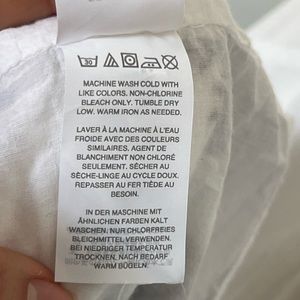 30
MACHINE WASH COLD WITH
LIKE COLORS. NON-CHLORINE
BLEACH ONLY. TUMBLE DRY
LOW. WARM IRON AS NEEDED.
LAVER À LA MACHINE À L'EAU
FROIDE AVEC DES COULEURS
SIMILAIRES. AGENT DE
BLANCHIMENT NON CHLORÉ
SEULEMENT. SÉCHER AU
SÈCHE-LINGE AU CYCLE DOUX.
REPASSER AU FER TIÈDE AU
BESOIN.
IN DER MASCHINE MIT
ÄHNLICHEN FARBEN KALT
WASCHEN. NUR CHLORFREIES
BLEICHMITTEL VERWENDEN.
BEI NIEDRIGER TEMPERATUR
TROCKNEN. NACH BEDARF
WARM BÜGELN.